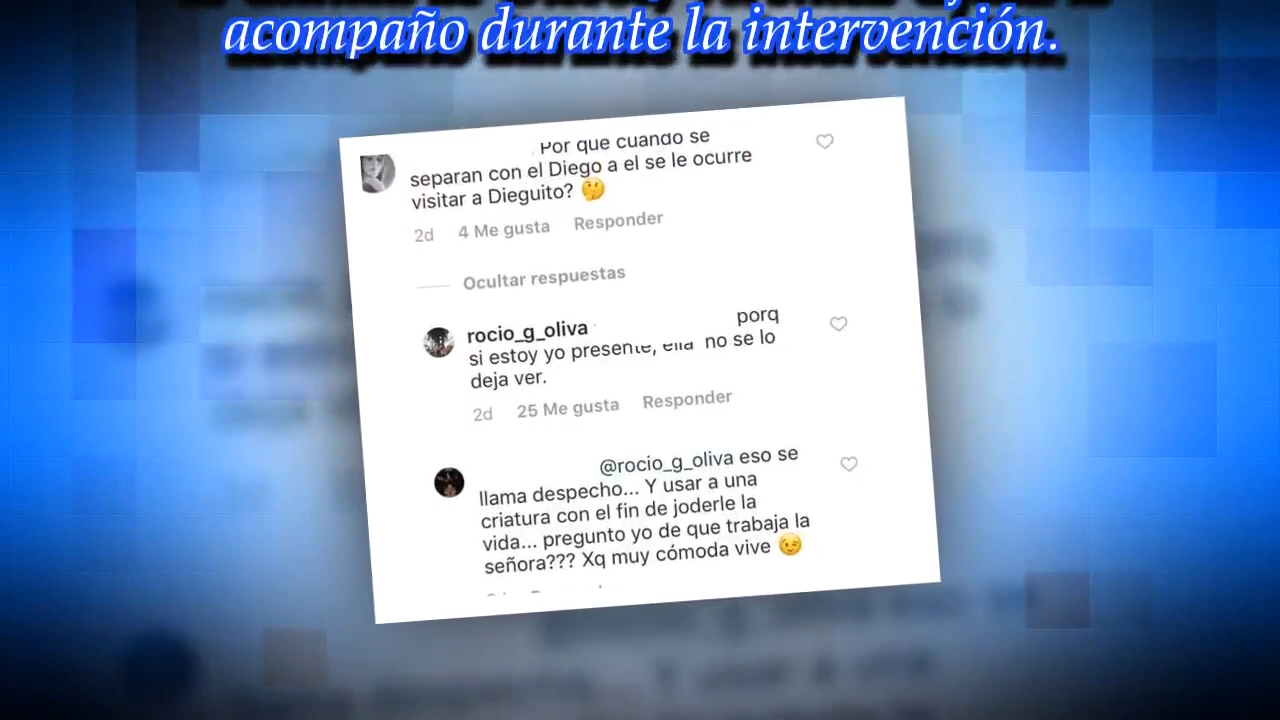 acompaño durante la intervención.
Por que cuando se
separan con el Diego a el se le ocurre
visitar a Dieguito? 🤔
2d 4 Me gusta Responder
Ocultar respuestas
rocio_g_oliva porq
si estoy yo presente, ella no se lo
deja ver.
2d 25 Me gusta Responder
@rocio_g_oliva eso se
llama despecho... Y usar a una
criatura con el fin de joderle la
vida... pregunto yo de que trabaja la
señora??? Xq muy cómoda vive 😉